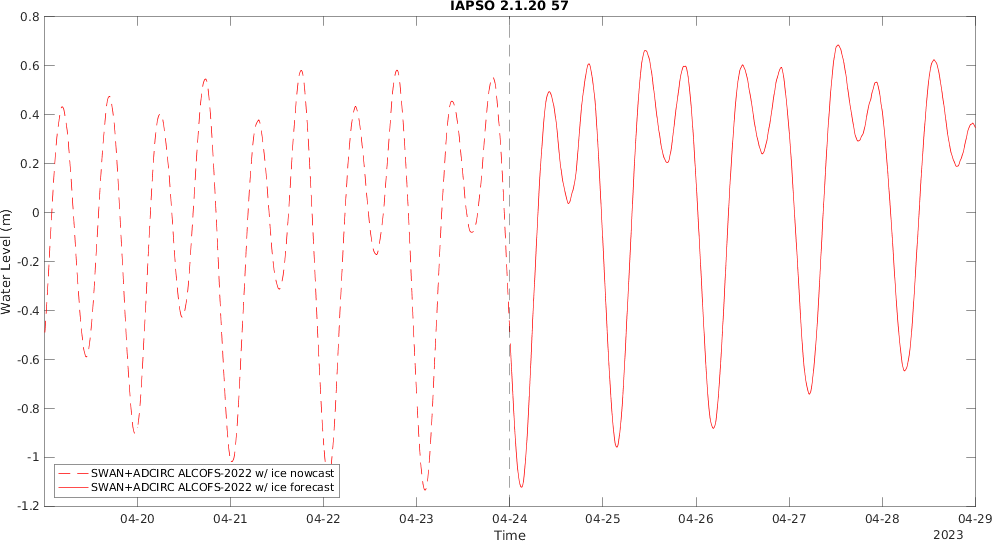 IAPSO 2.1.20 57
0.8
0.6
0.4
0.2
0
-0.2
-0.4
-0.6
-0.8
-1
-1.2
Water Level (m)
SWAN+ADCIRC ALCOFS-2022 w/ ice nowcast
SWAN+ADCIRC ALCOFS-2022 w/ ice forecast
04-20 04-21 04-22 04-23 04-24 04-25 04-26 04-27 04-28 04-29
Time
2023